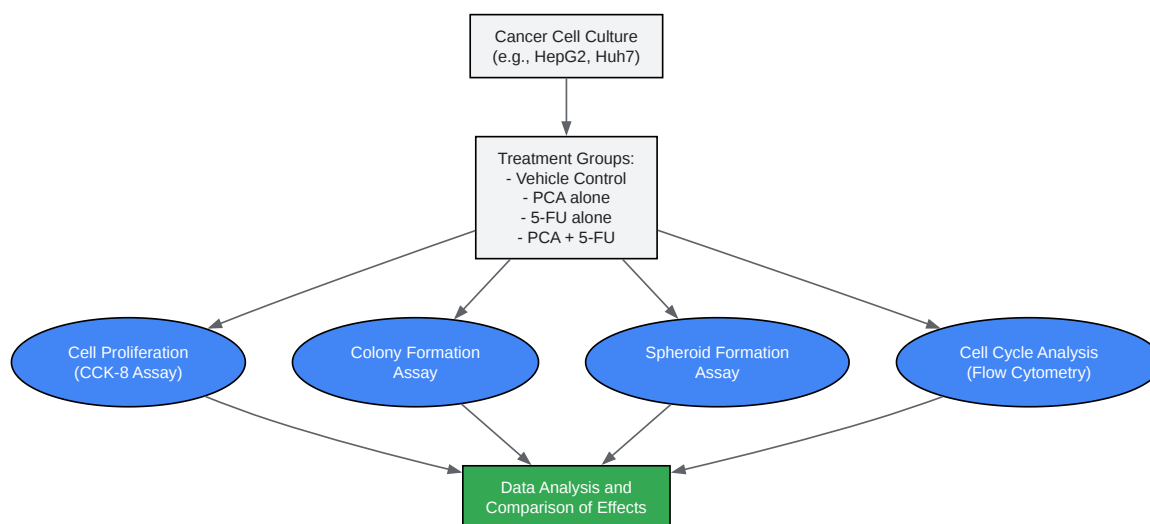 Cancer Cell Culture
(e.g., HepG2, Huh7)
Treatment Groups:
- Vehicle Control
- PCA alone
- 5-FU alone
- PCA + 5-FU
Cell Proliferation
(CCK-8 Assay)
Colony Formation
Assay
Spheroid Formation
Assay
Cell Cycle Analysis
(Flow Cytometry)
Data Analysis and
Comparison of Effects